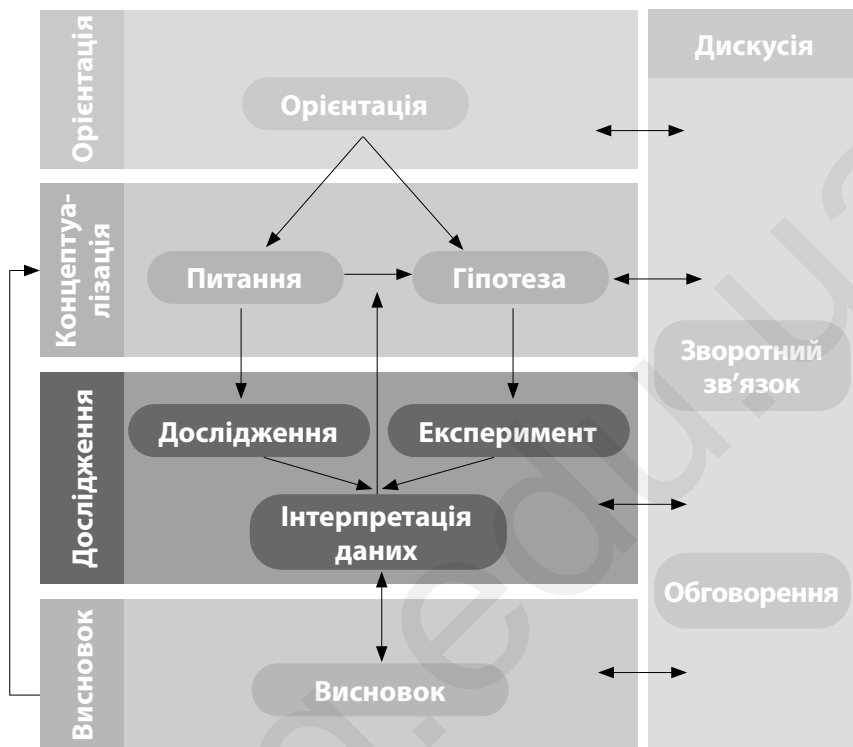 Орієнтація
Орієнтація
Дискусія
Концептуа-
лізація
Питання
Гіпотеза
Зворотний
зв’язок
Дослідження
Дослідження
Експеримент
Інтерпретація
даних
Обговорення
Висновок
Висновок